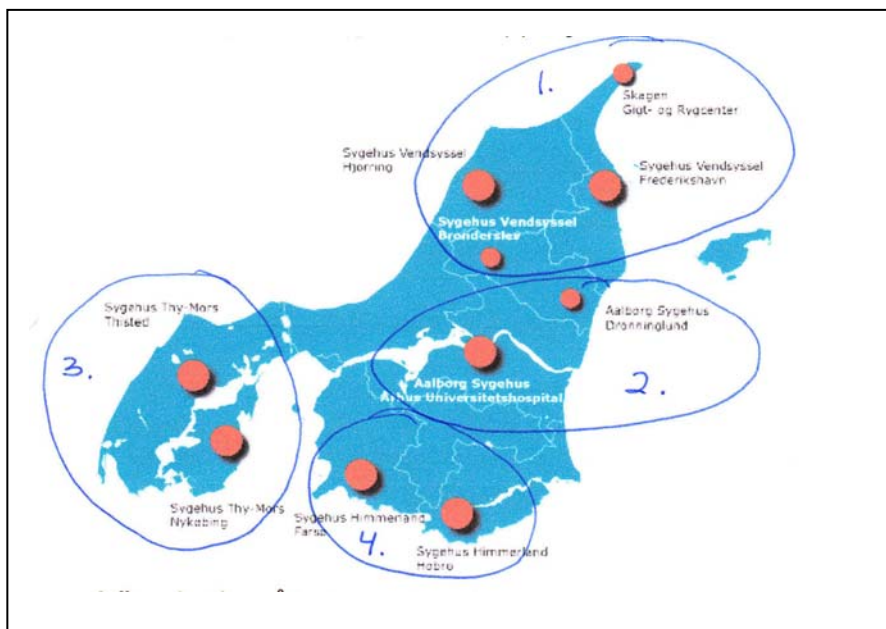 1.
Skagen
Gigt- og Rygcenter
Sygehus Vendsyssel
Hjørring
Sygehus Vendsyssel
Frederikshavn
Sygehus Vendsyssel
Brønderslev
Sygehus Thy-Mors
Thisted
Aalborg Sygehus
Dronninglund
3.
2.
Aalborg Sygehus
Århus Universitetshospital
Sygehus Thy-Mors
Nykøbing
Sygehus Himmerland
Farsø
4.
Sygehus Himmerland
Hobro